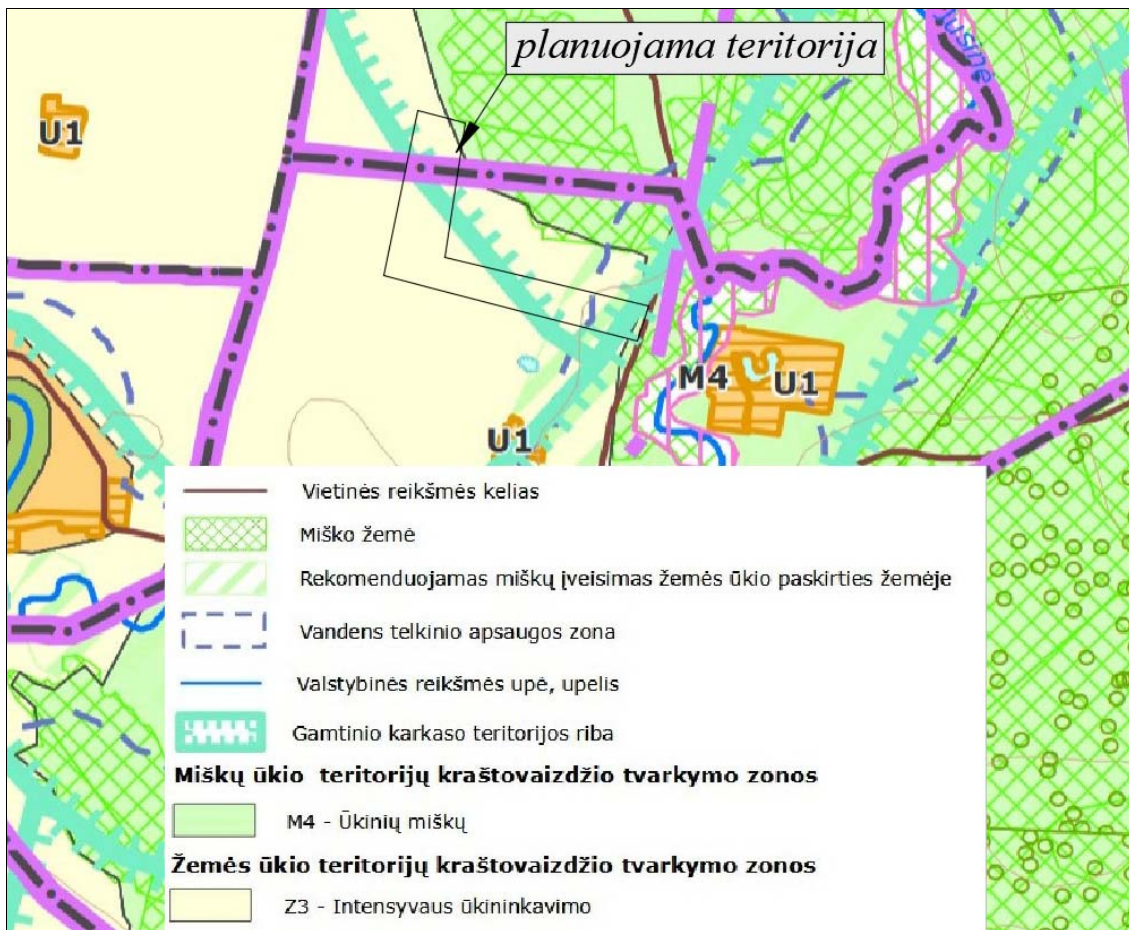 planuojama teritorija
U1
M4
U1
U1
Vietinės reikšmės kelias
Miško žemė
Rekomenduojamas miškų įveisimas žemės ūkio paskirties žemėje
Vandens telkinio apsaugos zona
Valstybinės reikšmės upė, upelis
Gamtinio karkaso teritorijos riba
Miškų ūkio teritorijų kraštovaizdžio tvarkymo zonos
M4 - Ūkinių miškų
Žemės ūkio teritorijų kraštovaizdžio tvarkymo zonos
Z3 - Intensyvaus ūkininkavimo